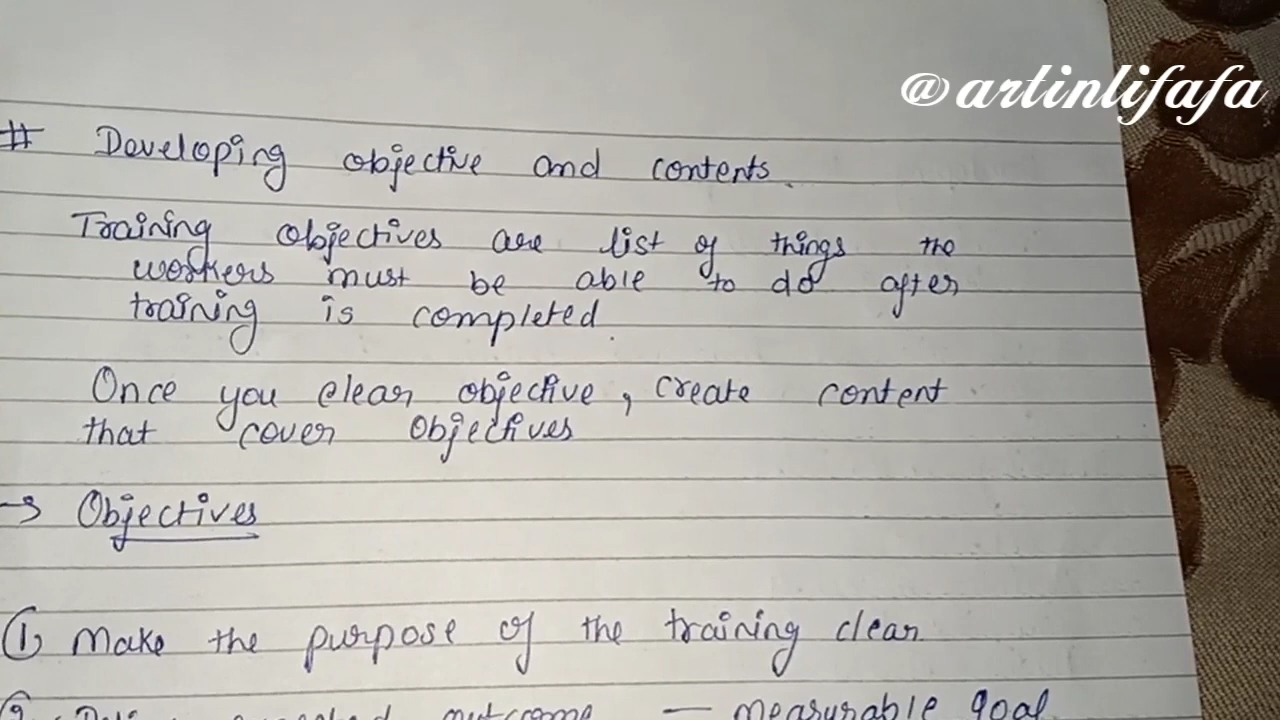 @artinlifafa
# Developing objective and contents.
Training objectives are list of things the
workers must be able to do after
training is completed.
Once you clear objective, create content
that cover objectives
→ Objectives
① Make the purpose of the training clear
outcome — measurable goal